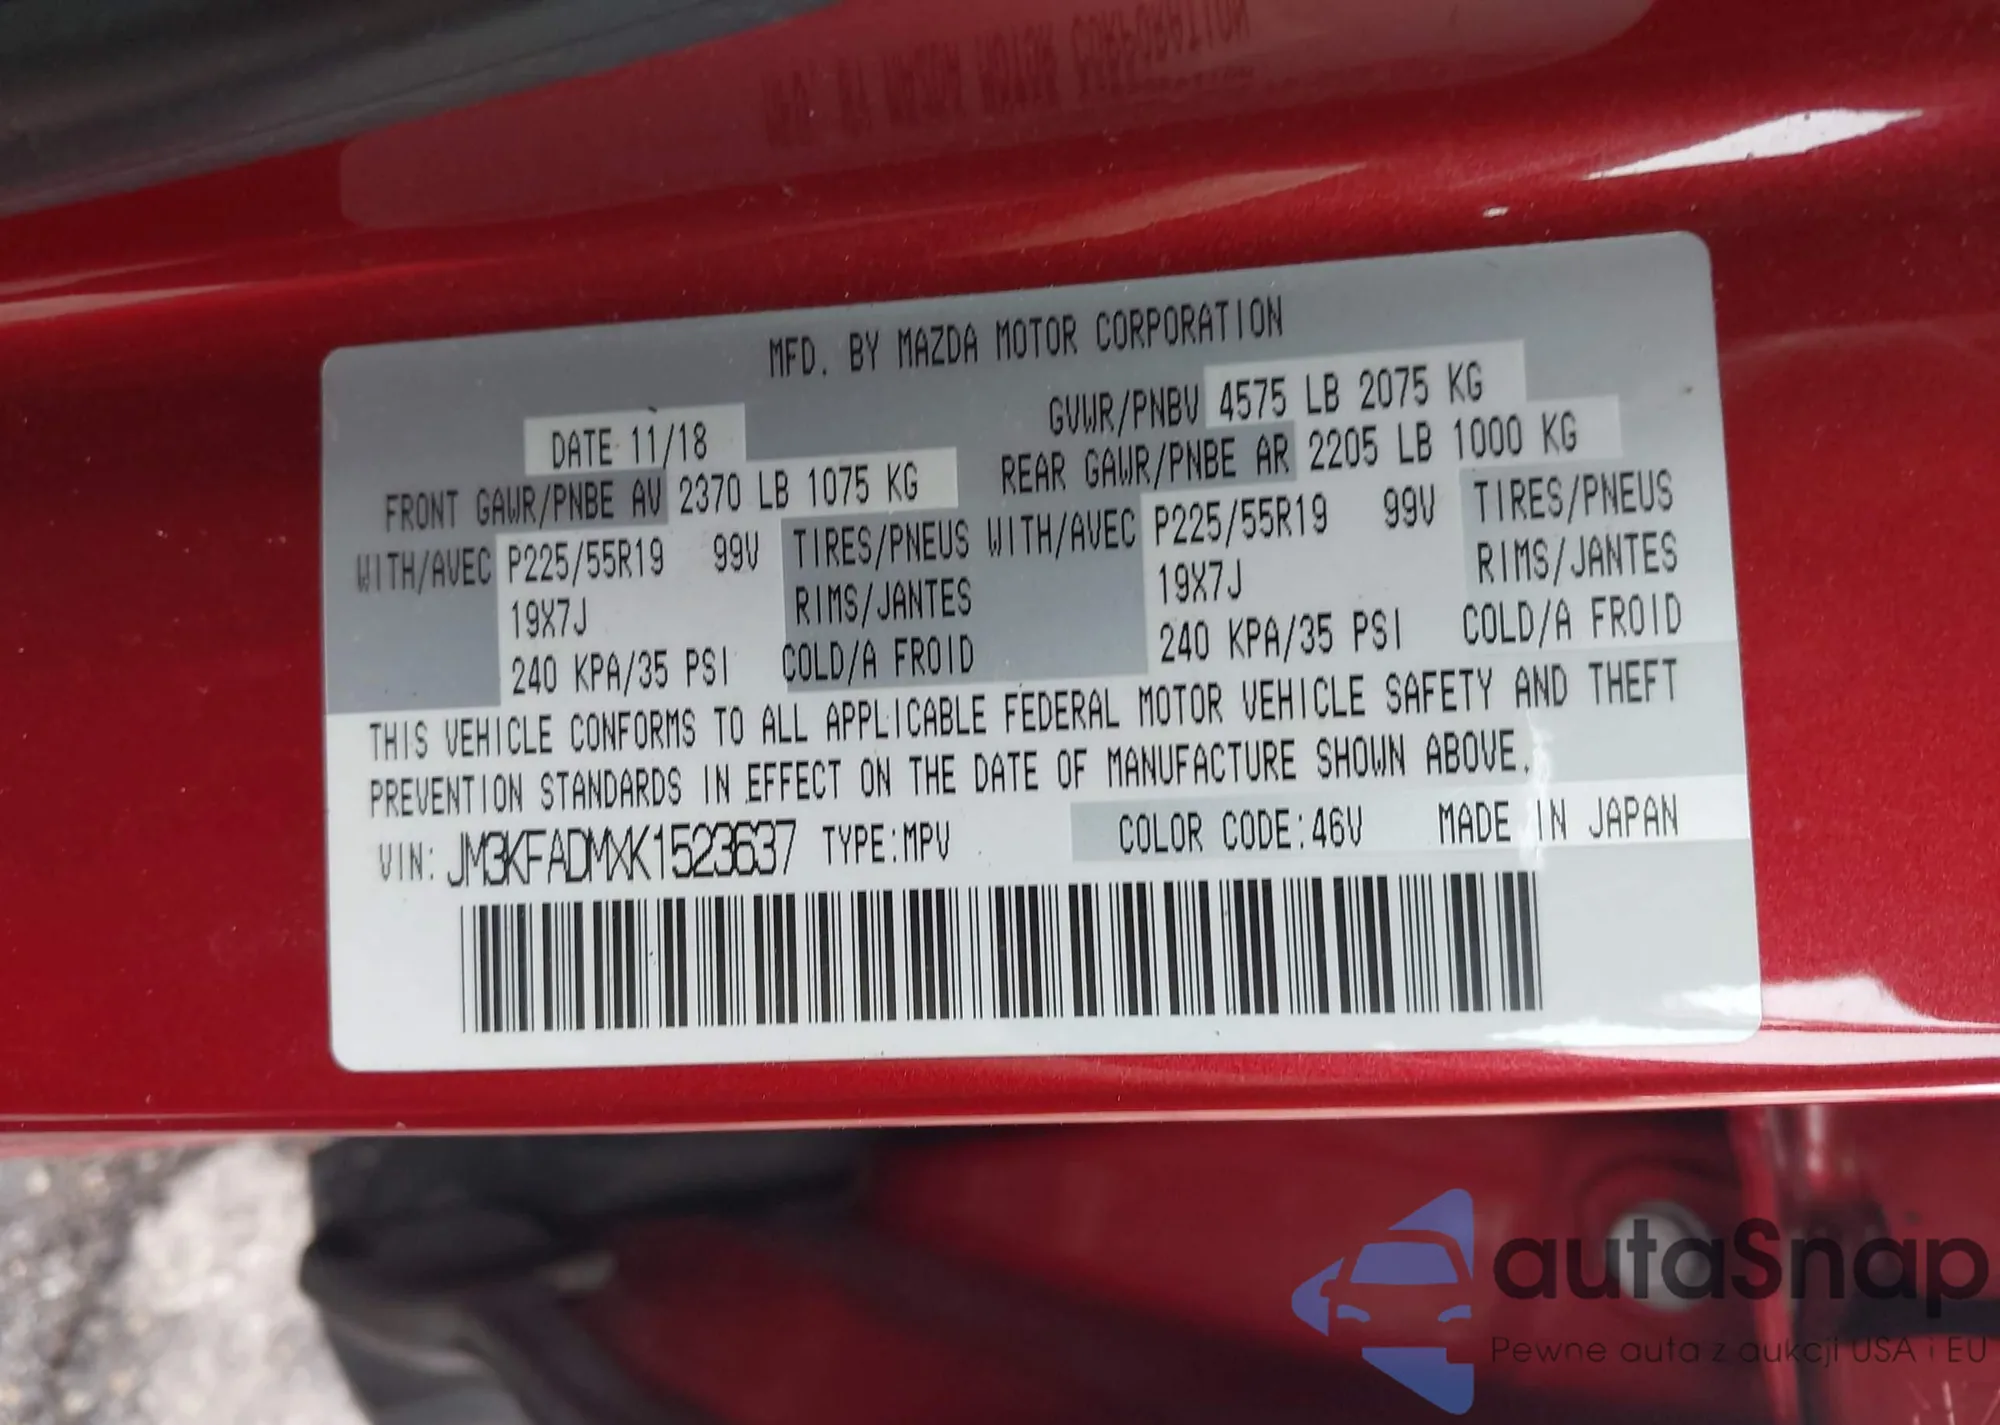 MFD. BY MAZDA MOTOR CORPORATION
DATE 11/18 GVWR/PNBV 4575 LB 2075 KG
FRONT GAWR/PNBE AV 2370 LB 1075 KG REAR GAWR/PNBE AR 2205 LB 1000 KG
WITH/AVEC P225/55R19 99V TIRES/PNEUS WITH/AVEC P225/55R19 99V TIRES/PNEUS
19X7J RIMS/JANTES 19X7J RIMS/JANTES
240 KPA/35 PSI COLD/A FROID 240 KPA/35 PSI COLD/A FROID
THIS VEHICLE CONFORMS TO ALL APPLICABLE FEDERAL MOTOR VEHICLE SAFETY AND THEFT
PREVENTION STANDARDS IN EFFECT ON THE DATE OF MANUFACTURE SHOWN ABOVE.
VIN: JM3KFADMXK1523637 TYPE:MPV COLOR CODE:46V MADE IN JAPAN
autaSnap
Pewne auta z aukcji USA i EU